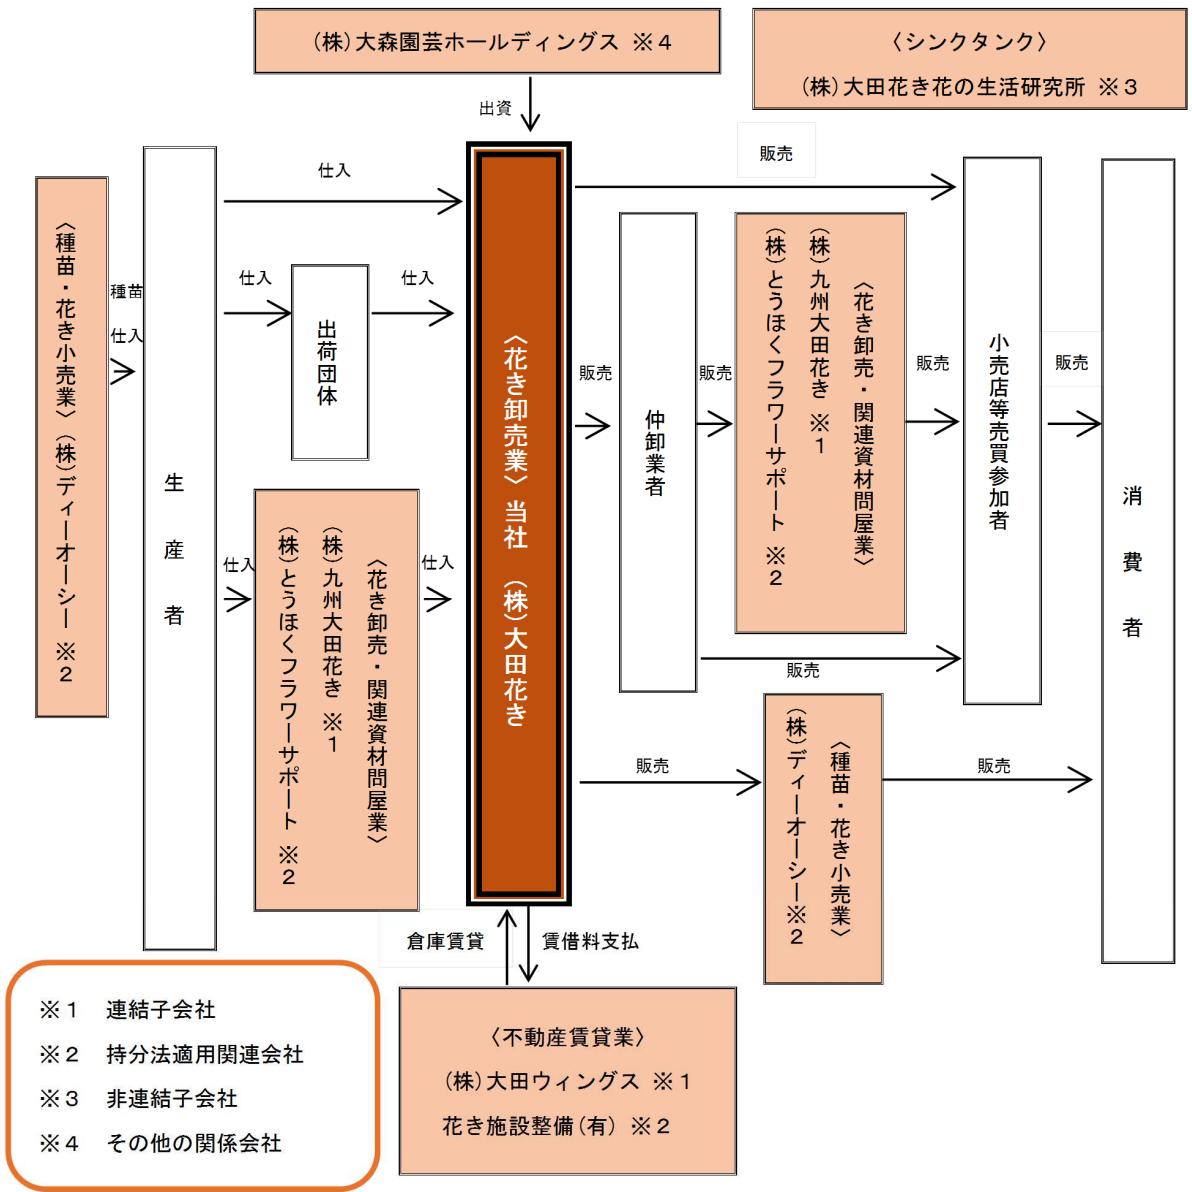 (株)大森園芸ホールディングス ※４
〈シンクタンク〉
(株)大田花き花の生活研究所 ※３
出資
〈種苗・花き小売業〉(株)ディーオーシー ※２
種苗
仕入
生産者
仕入
仕入
出荷団体
仕入
仕入
〈花き卸売・関連資材問屋業〉
(株)九州大田花き ※１
(株)とうほくフラワーサポート ※２
仕入
〈花き卸売業〉当社 (株)大田花き
販売
販売
仲卸業者
販売
〈花き卸売・関連資材問屋業〉
(株)九州大田花き ※１
(株)とうほくフラワーサポート ※２
販売
販売
小売店等売買参加者
販売
消費者
販売
〈種苗・花き小売業〉
(株)ディーオーシー※２
販売
倉庫賃貸
賃借料支払
〈不動産賃貸業〉
(株)大田ウィングス ※１
花き施設整備(有) ※２
※１ 連結子会社
※２ 持分法適用関連会社
※３ 非連結子会社
※４ その他の関係会社